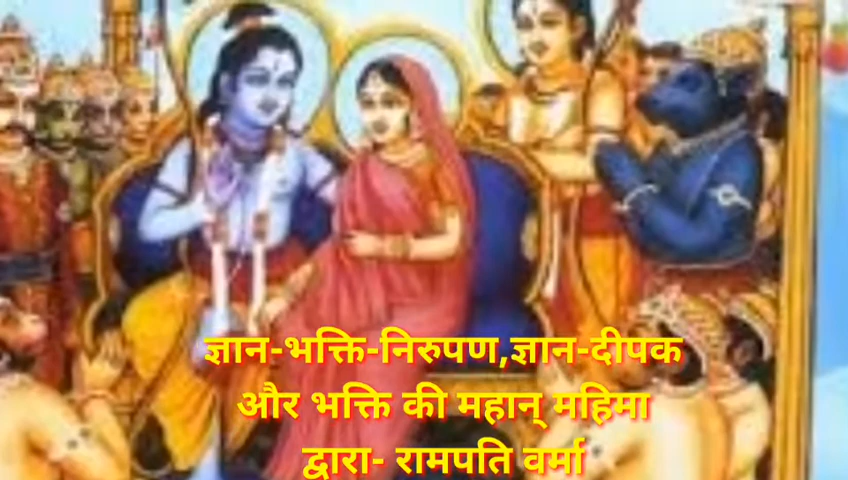 ज्ञान-भक्ति-निरुपण,ज्ञान-दीपक
और भक्ति की महान् महिमा
द्वारा- रामपति वर्मा